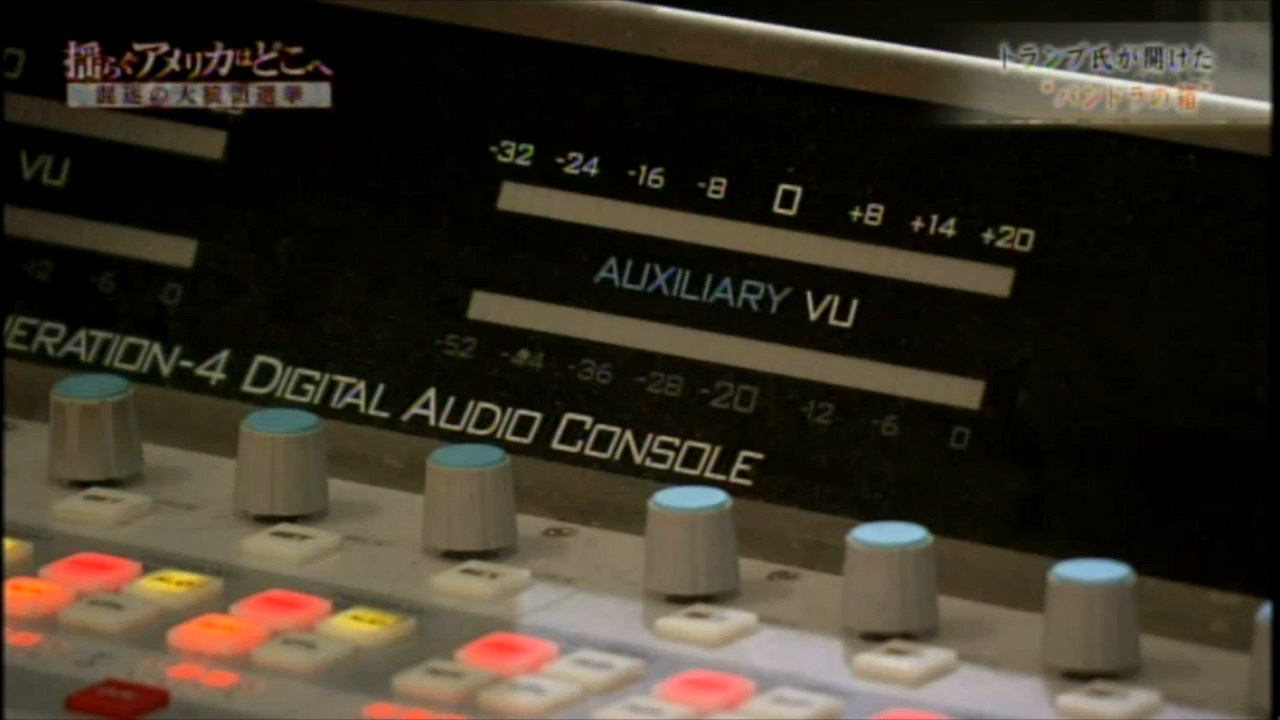 揺らぐアメリカはどこへ
混迷の大統領選挙
トランプ氏が開けた
"パンドラの箱"
-32 -24 -16 -8 0 +8 +14 +20
VU
AUXILIARY VU
-12 -6 0
-52 -44 -36 -28 -20 -12 -6 0
ERATION-4 DIGITAL AUDIO CONSOLE